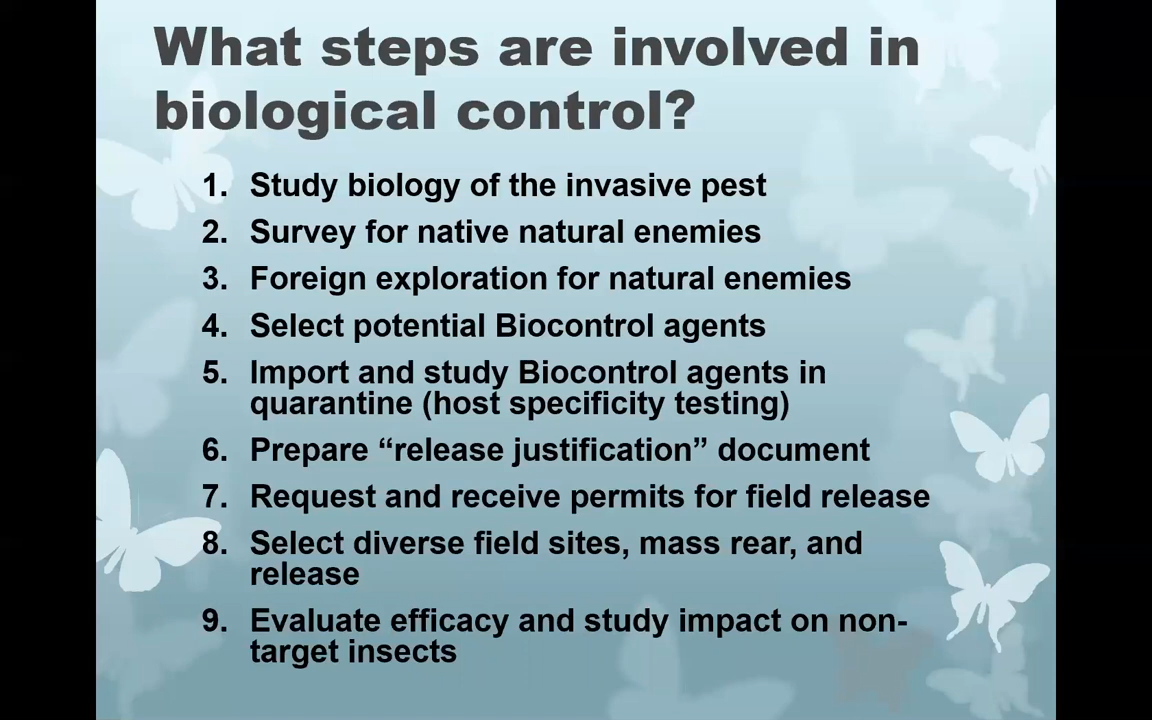 What steps are involved in
biological control?
1. Study biology of the invasive pest
2. Survey for native natural enemies
3. Foreign exploration for natural enemies
4. Select potential Biocontrol agents
5. Import and study Biocontrol agents in
quarantine (host specificity testing)
6. Prepare “release justification” document
7. Request and receive permits for field release
8. Select diverse field sites, mass rear, and
release
9. Evaluate efficacy and study impact on non-
target insects